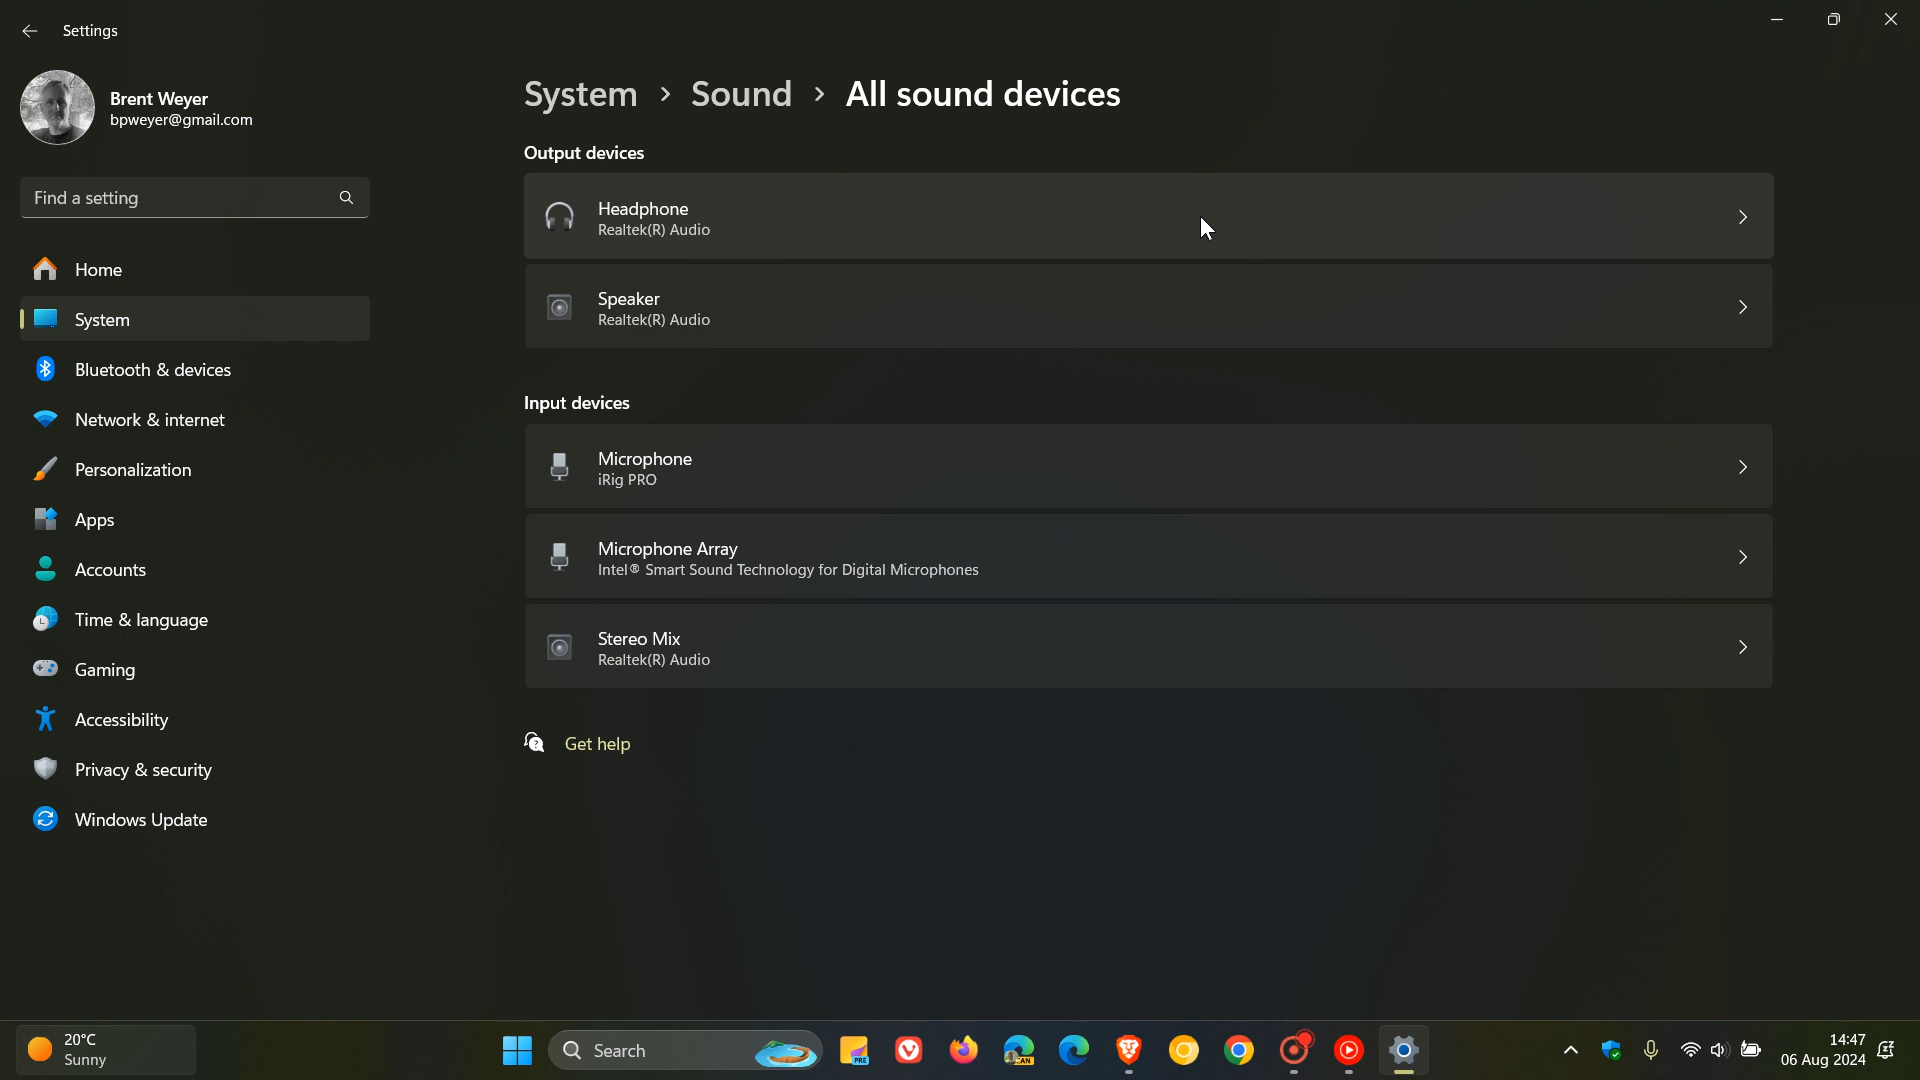 Settings
Brent Weyer
bpweyer@gmail.com
Find a setting
Home
System
Bluetooth & devices
Network & internet
Personalization
Apps
Accounts
Time & language
Gaming
Accessibility
Privacy & security
Windows Update
System > Sound > All sound devices
Output devices
Headphone
Realtek(R) Audio
Speaker
Realtek(R) Audio
Input devices
Microphone
iRig PRO
Microphone Array
Intel® Smart Sound Technology for Digital Microphones
Stereo Mix
Realtek(R) Audio
Get help
20°C
Sunny
Search
PRE
CAN
14:47
06 Aug 2024